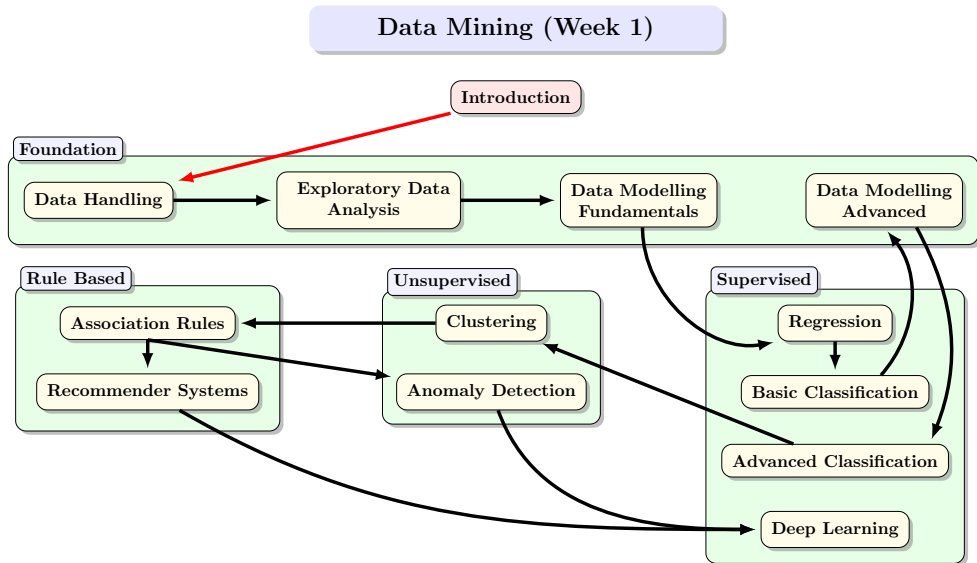 Data Mining (Week 1)
Introduction
Foundation
Data Handling
Exploratory Data
Analysis
Data Modelling
Fundamentals
Data Modelling
Advanced
Rule Based
Association Rules
Recommender Systems
Unsupervised
Clustering
Anomaly Detection
Supervised
Regression
Basic Classification
Advanced Classification
Deep Learning